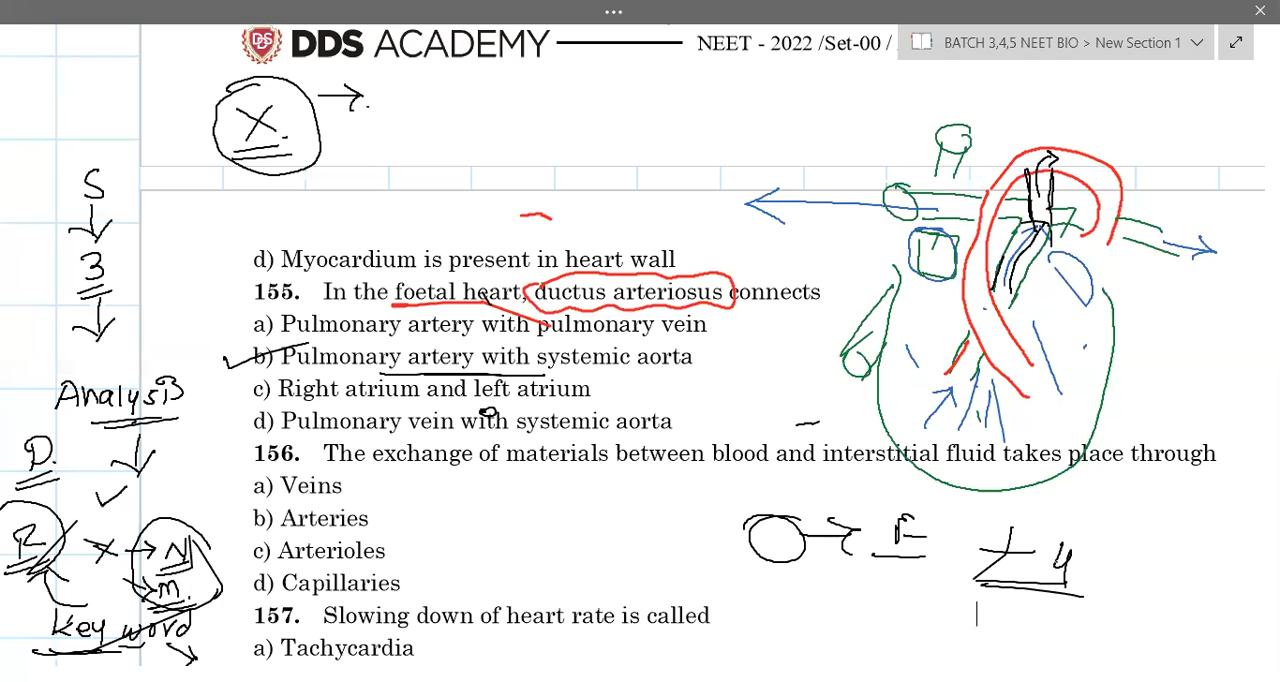 DDS ACADEMY NEET - 2022 /Set-00 / BATCH 3,4,5 NEET BIO > New Section 1
X
S
3
Analysis
D.
R X N
m.
Key word
d) Myocardium is present in heart wall
155. In the foetal heart, ductus arteriosus connects
a) Pulmonary artery with pulmonary vein
b) Pulmonary artery with systemic aorta
c) Right atrium and left atrium
d) Pulmonary vein with systemic aorta
156. The exchange of materials between blood and interstitial fluid takes place through
a) Veins
b) Arteries
c) Arterioles
d) Capillaries
157. Slowing down of heart rate is called
a) Tachycardia